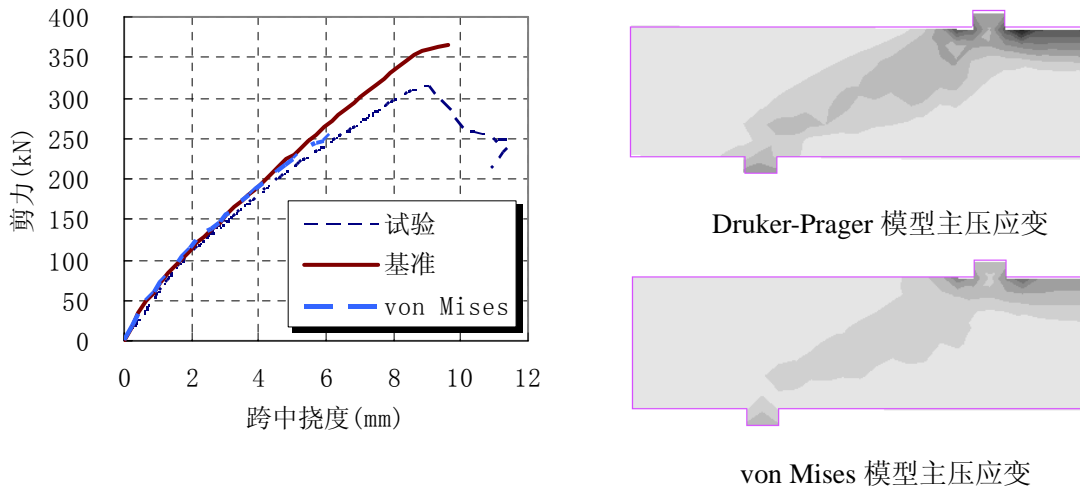 400
350
300
250
200
150
100
50
0
剪力(kN)
0 2 4 6 8 10 12
跨中挠度(mm)
试验
基准
von Mises
Druker-Prager 模型主压应变
von Mises 模型主压应变